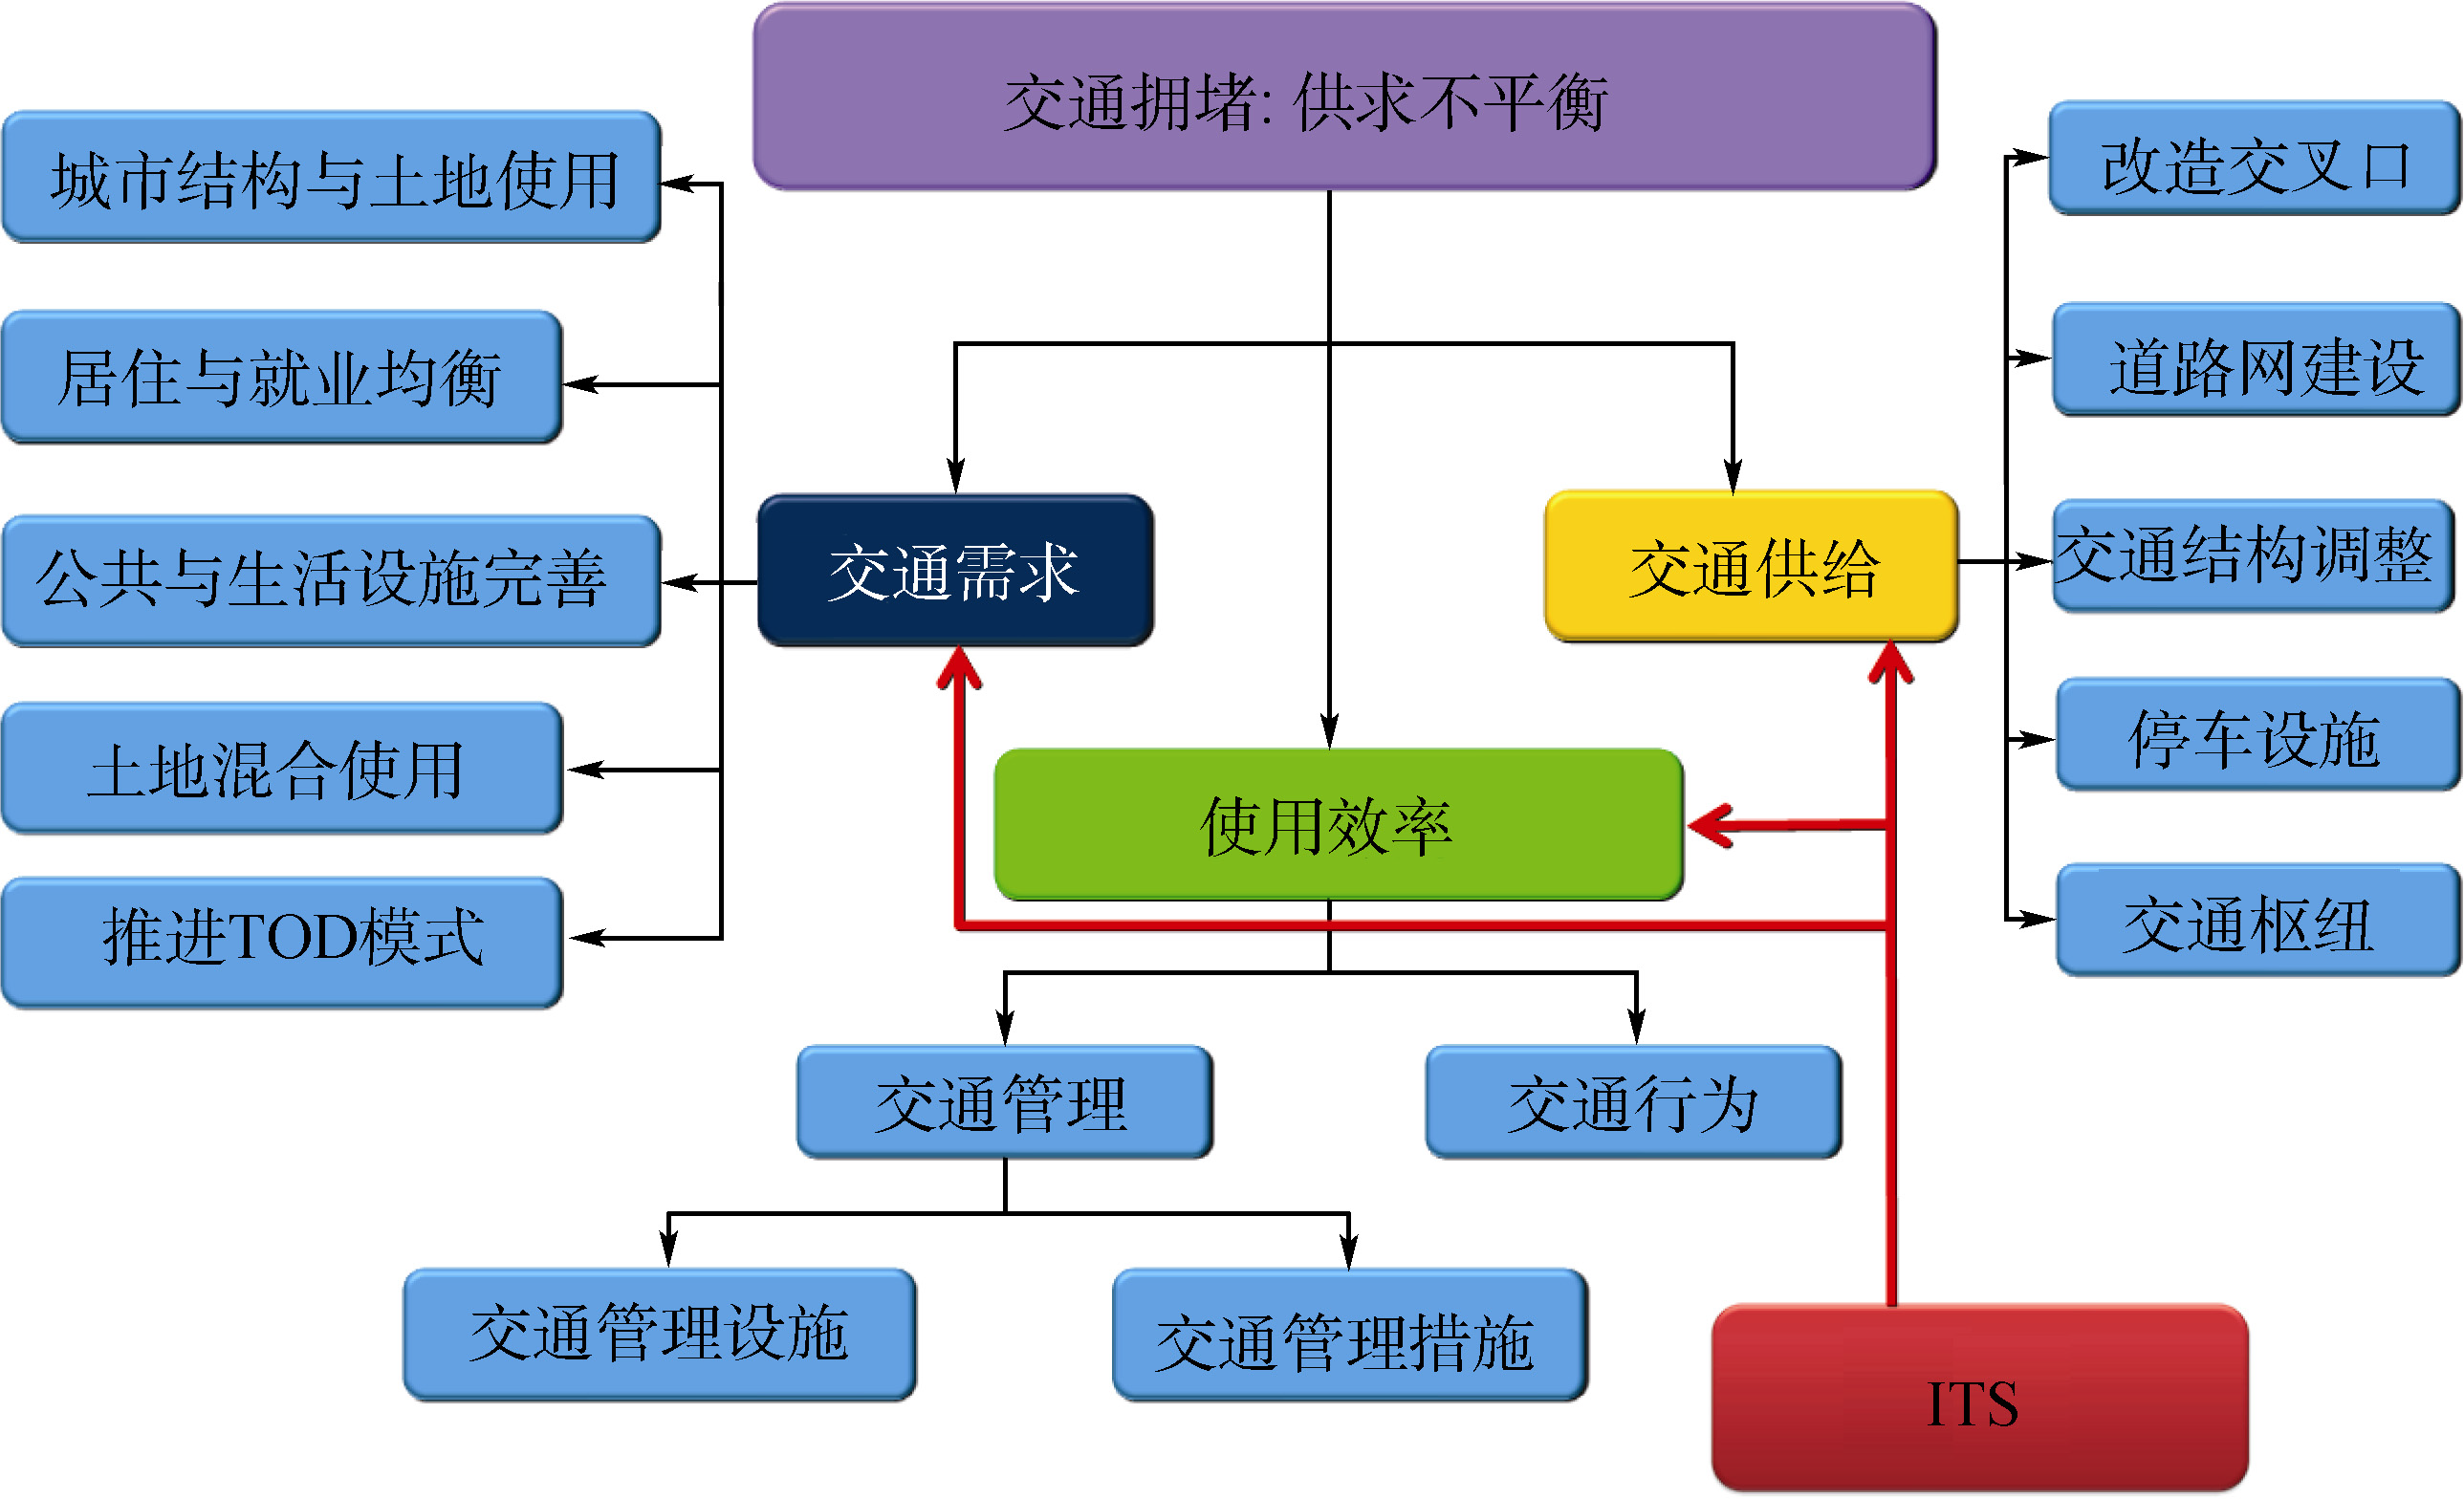 交通拥堵: 供求不平衡
城市结构与土地使用
居住与就业均衡
公共与生活设施完善
土地混合使用
推进TOD模式
交通需求
交通供给
改造交叉口
道路网建设
交通结构调整
停车设施
交通枢纽
使用效率
交通管理
交通行为
交通管理设施
交通管理措施
ITS